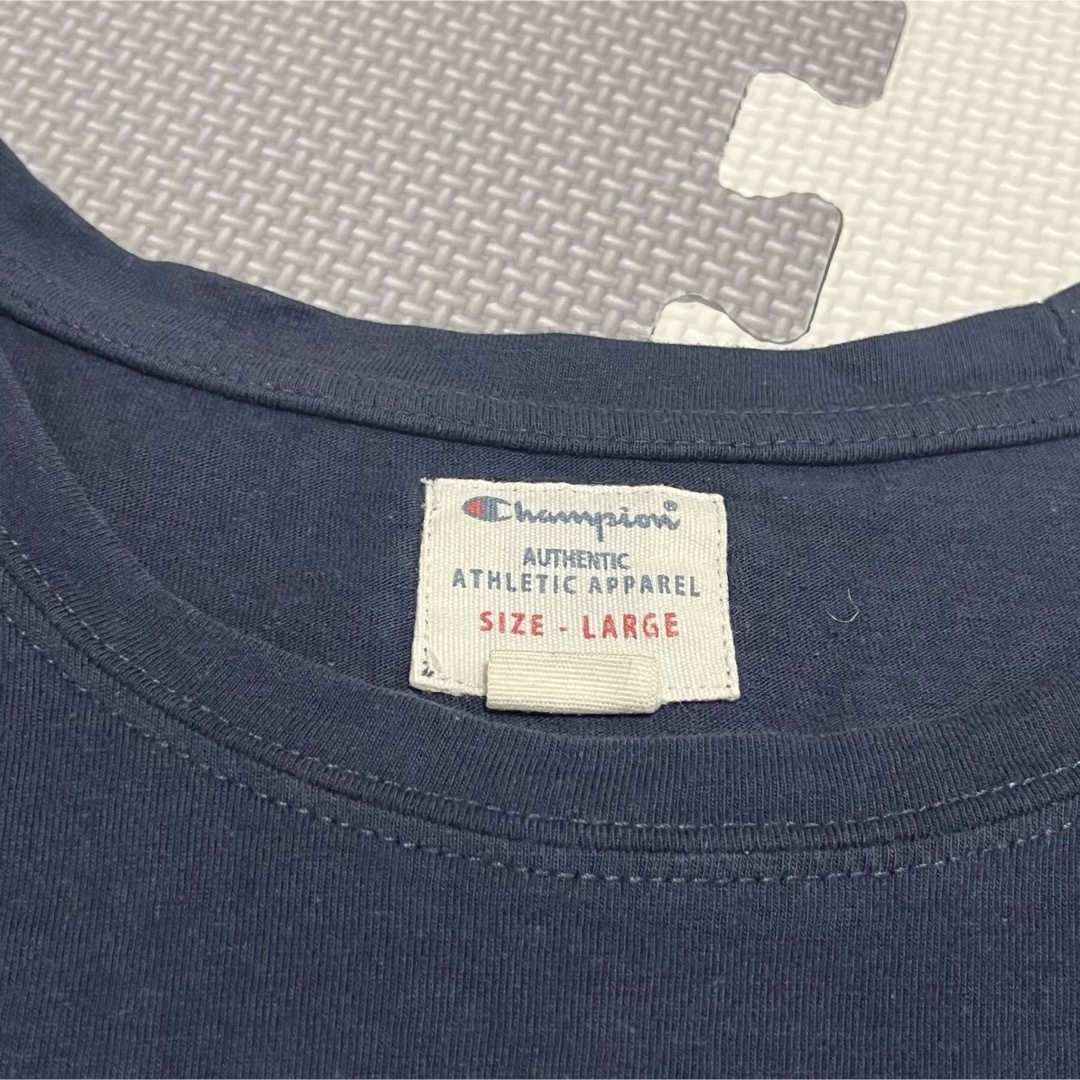 Champion®
AUTHENTIC
ATHLETIC APPAREL
SIZE - LARGE